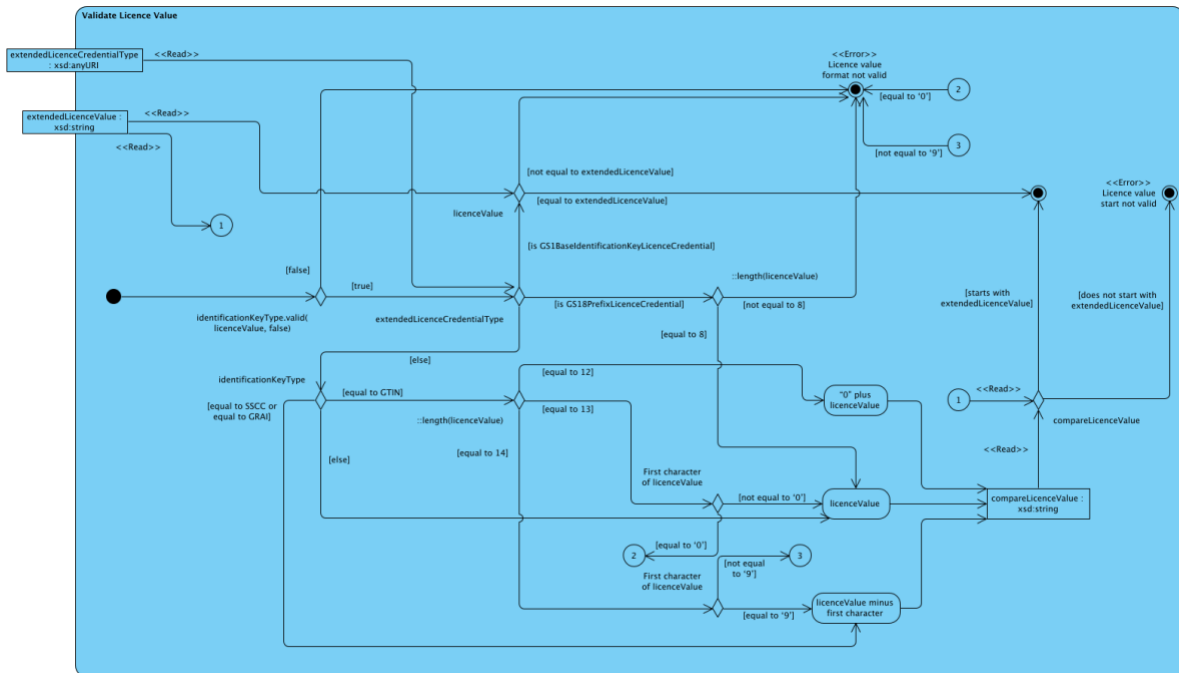 Validate Licence Value
extendedLicenceCredentialType
: xsd:anyURI
<<Read>>
<<Error>>
Licence value
format not valid
2
[equal to ‘0’]
extendedLicenceValue :
xsd:string
<<Read>>
<<Read>>
3
[not equal to ‘9’]
[not equal to extendedLicenceValue]
<<Error>>
Licence value
start not valid
[equal to extendedLicenceValue]
licenceValue
1
[is GS1BaseIdentificationKeyLicenceCredential]
[false]
::length(licenceValue)
[true]
[starts with
extendedLicenceValue]
[does not start with
extendedLicenceValue]
[is GS18PrefixLicenceCredential]
[not equal to 8]
identificationKeyType.valid(
licenceValue, false)
extendedLicenceCredentialType
[equal to 8]
[else]
identificationKeyType
[equal to 12]
[equal to GTIN]
"0" plus
licenceValue
<<Read>>
1
[equal to SSCC or
equal to GRAI]
[equal to 13]
::length(licenceValue)
compareLicenceValue
[else]
[equal to 14]
<<Read>>
First character
of licenceValue
[not equal to ‘0’]
licenceValue
compareLicenceValue :
xsd:string
[equal to ‘0’]
2
3
[not equal
to ‘9’]
First character
of licenceValue
licenceValue minus
first character
[equal to ‘9’]